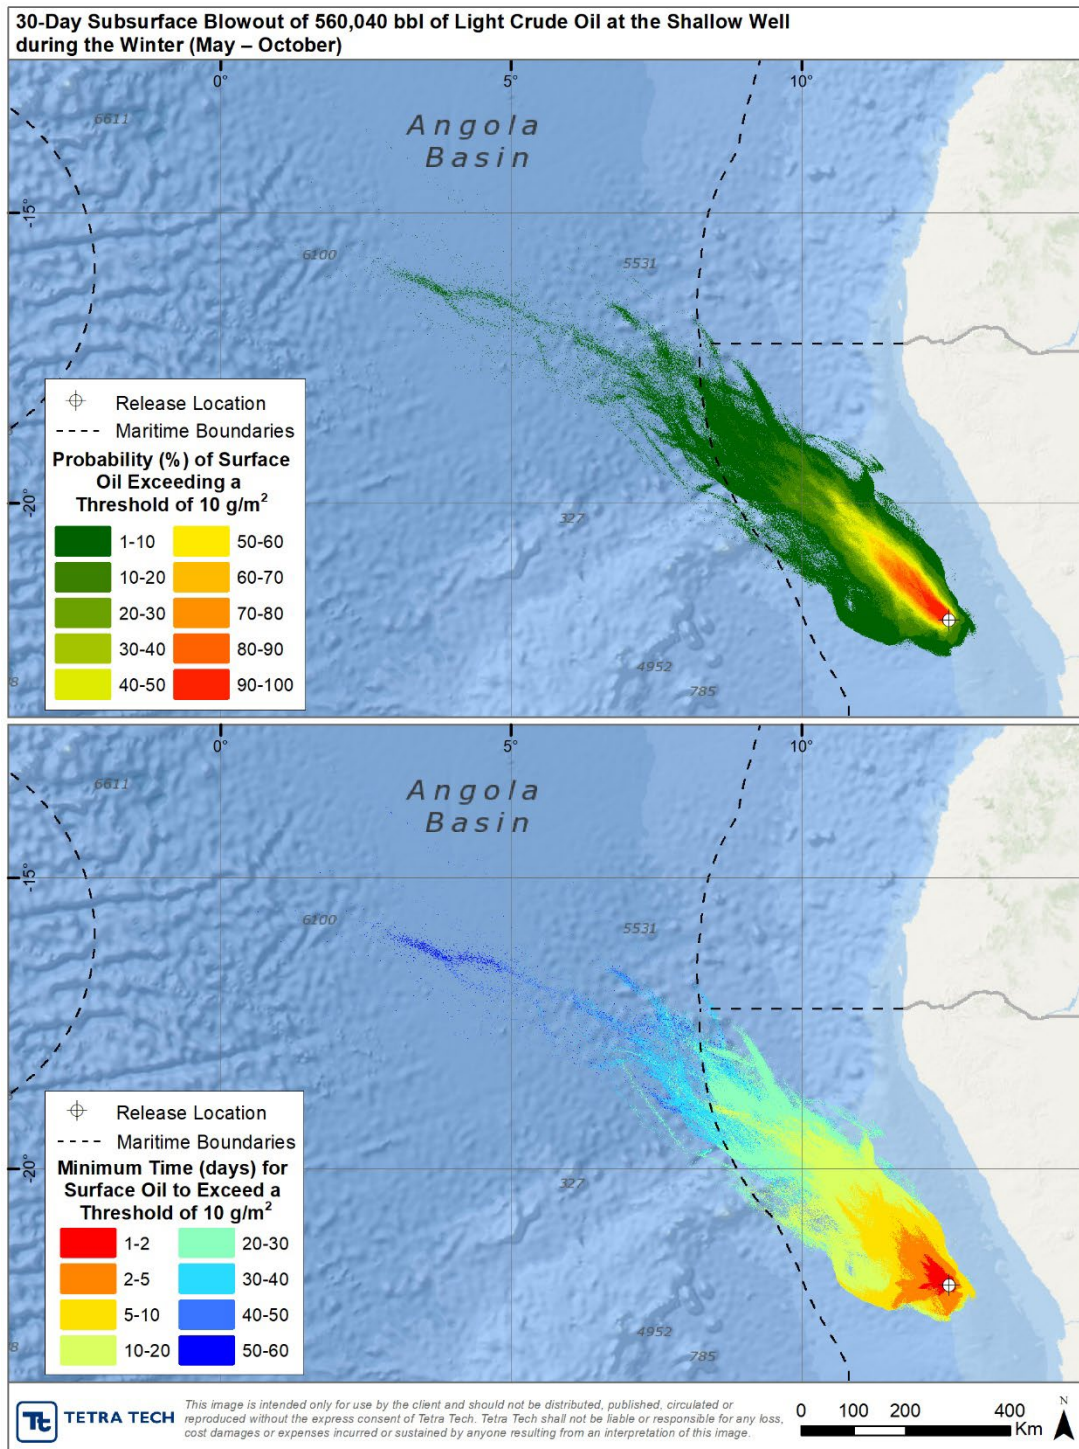 30-Day Subsurface Blowout of 560,040 bbl of Light Crude Oil at the Shallow Well
during the Winter (May – October)
0°
5°
10°
6611
Angola
Basin
-15°
6100
5531
Release Location
Maritime Boundaries
Probability (%) of Surface
Oil Exceeding a
Threshold of 10 g/m²
1-10
50-60
10-20
60-70
20-30
70-80
30-40
80-90
40-50
90-100
-20°
327
4952
785
0°
5°
10°
6611
Angola
Basin
-15°
6100
5531
Release Location
Maritime Boundaries
Minimum Time (days) for
Surface Oil to Exceed a
Threshold of 10 g/m²
1-2
20-30
2-5
30-40
5-10
40-50
10-20
50-60
-20°
327
4952
785
Tt TETRA TECH
This image is intended only for use by the client and should not be distributed, published, circulated or
reproduced without the express consent of Tetra Tech. Tetra Tech shall not be liable or responsible for any loss,
cost damages or expenses incurred or sustained by anyone resulting from an interpretation of this image.
0 100 200 400
Km
N